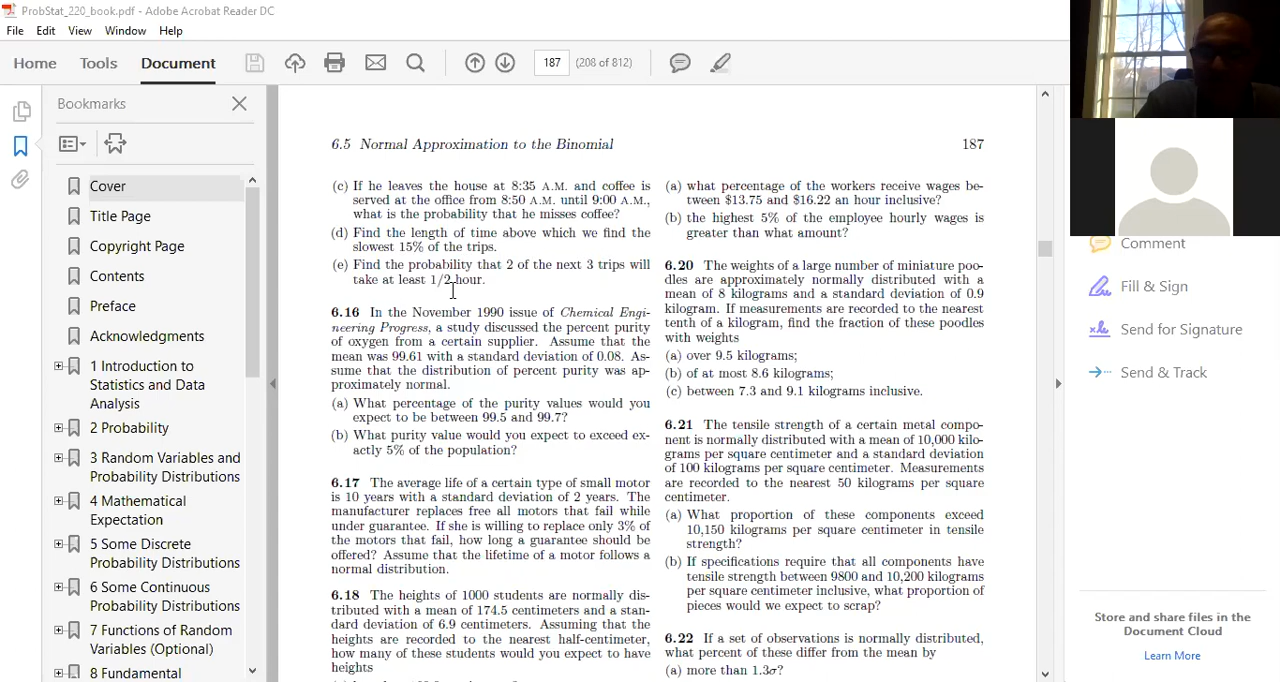 ProbStat_220_book.pdf - Adobe Acrobat Reader DC
File Edit View Window Help
Home Tools Document 187 (208 of 812)
Bookmarks
Cover
Title Page
Copyright Page
Contents
Preface
Acknowledgments
1 Introduction to
Statistics and Data
Analysis
2 Probability
3 Random Variables and
Probability Distributions
4 Mathematical
Expectation
5 Some Discrete
Probability Distributions
6 Some Continuous
Probability Distributions
7 Functions of Random
Variables (Optional)
8 Fundamental
6.5 Normal Approximation to the Binomial 187
(c) If he leaves the house at 8:35 A.M. and coffee is
served at the office from 8:50 A.M. until 9:00 A.M.,
what is the probability that he misses coffee?
(d) Find the length of time above which we find the
slowest 15% of the trips.
(e) Find the probability that 2 of the next 3 trips will
take at least 1/2 hour.
6.16 In the November 1990 issue of Chemical Engi-
neering Progress, a study discussed the percent purity
of oxygen from a certain supplier. Assume that the
mean was 99.61 with a standard deviation of 0.08. As-
sume that the distribution of percent purity was ap-
proximately normal.
(a) What percentage of the purity values would you
expect to be between 99.5 and 99.7?
(b) What purity value would you expect to exceed ex-
actly 5% of the population?
6.17 The average life of a certain type of small motor
is 10 years with a standard deviation of 2 years. The
manufacturer replaces free all motors that fail while
under guarantee. If she is willing to replace only 3% of
the motors that fail, how long a guarantee should be
offered? Assume that the lifetime of a motor follows a
normal distribution.
6.18 The heights of 1000 students are normally dis-
tributed with a mean of 174.5 centimeters and a stan-
dard deviation of 6.9 centimeters. Assuming that the
heights are recorded to the nearest half-centimeter,
how many of these students would you expect to have
heights
(a) what percentage of the workers receive wages be-
tween $13.75 and $16.22 an hour inclusive?
(b) the highest 5% of the employee hourly wages is
greater than what amount?
6.20 The weights of a large number of miniature poo-
dles are approximately normally distributed with a
mean of 8 kilograms and a standard deviation of 0.9
kilogram. If measurements are recorded to the nearest
tenth of a kilogram, find the fraction of these poodles
with weights
(a) over 9.5 kilograms;
(b) of at most 8.6 kilograms;
(c) between 7.3 and 9.1 kilograms inclusive.
6.21 The tensile strength of a certain metal compo-
nent is normally distributed with a mean of 10,000 kilo-
grams per square centimeter and a standard deviation
of 100 kilograms per square centimeter. Measurements
are recorded to the nearest 50 kilograms per square
centimeter.
(a) What proportion of these components exceed
10,150 kilograms per square centimeter in tensile
strength?
(b) If specifications require that all components have
tensile strength between 9800 and 10,200 kilograms
per square centimeter inclusive, what proportion of
pieces would we expect to scrap?
6.22 If a set of observations is normally distributed,
what percent of these differ from the mean by
(a) more than 1.3σ?
Comment
Fill & Sign
Send for Signature
Send & Track
Store and share files in the
Document Cloud
Learn More